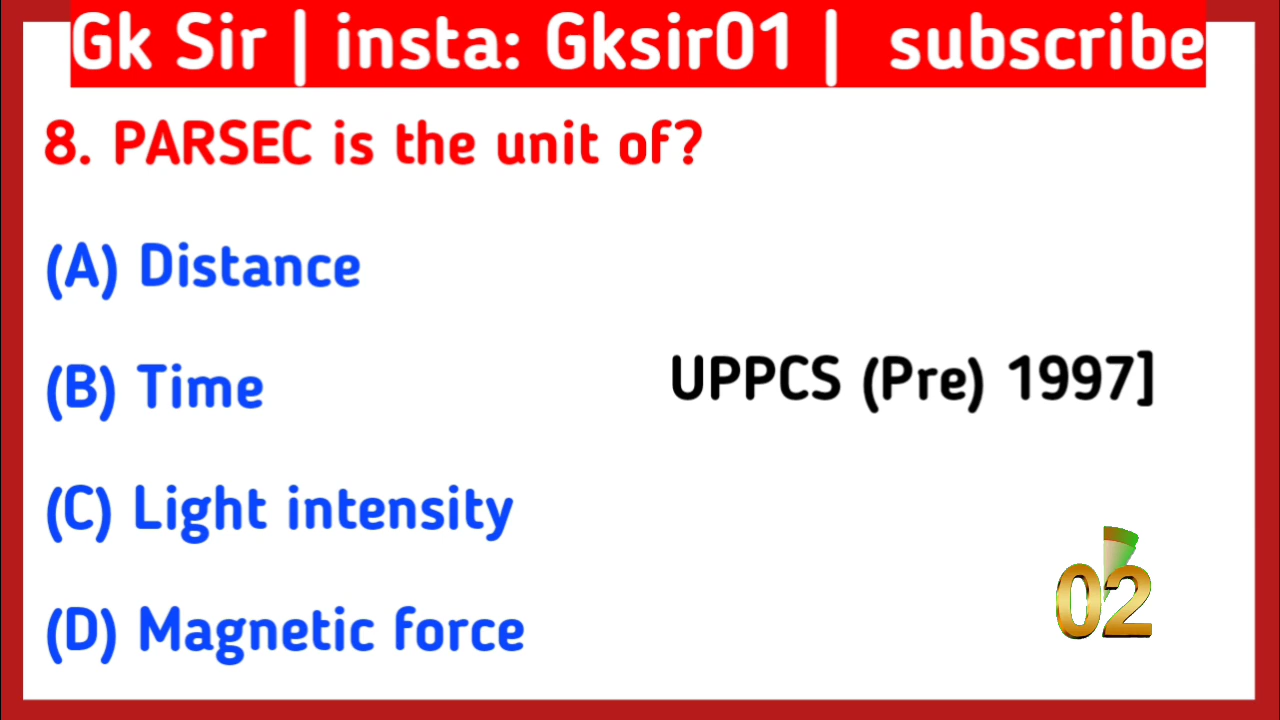 Gk Sir | insta: Gksir01 | subscribe
8. PARSEC is the unit of?
(A) Distance
(B) Time
UPPCS (Pre) 1997]
(C) Light intensity
(D) Magnetic force
02